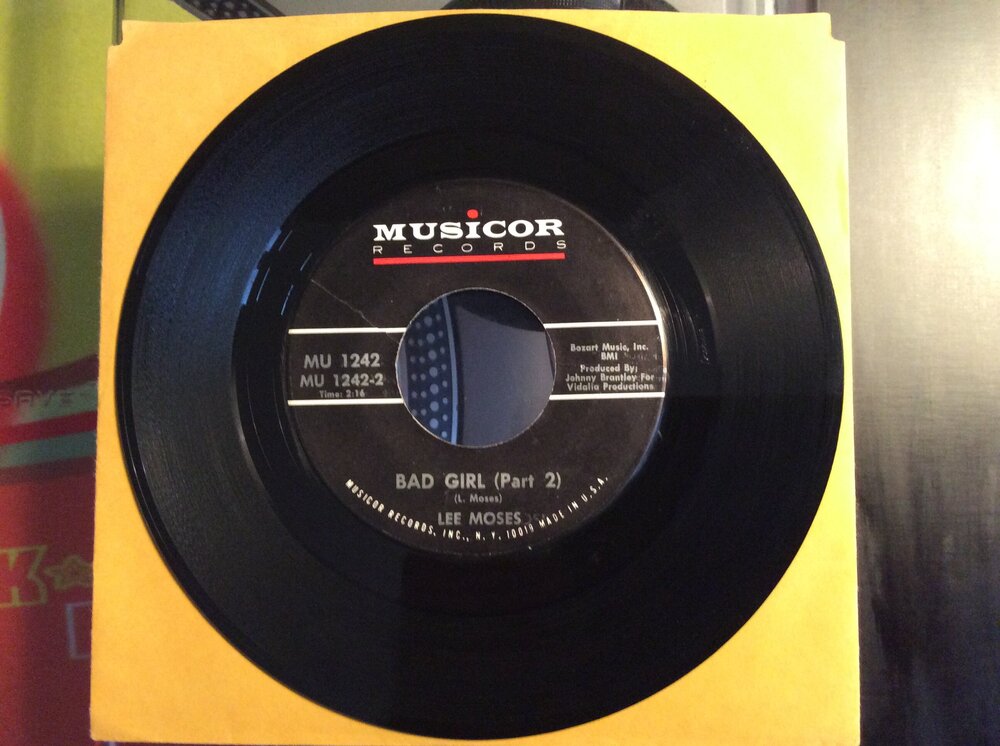 MUSICOR
RECORDS
MU 1242
MU 1242-2
Time: 2:16
Bozart Music, Inc.
BMI
Produced By:
Johnny Brantley For
Vidalia Productions
BAD GIRL (Part 2)
(L. Moses)
LEE MOSES
MUSICOR RECORDS, INC., N. Y. 10019 MADE IN U.S.A.